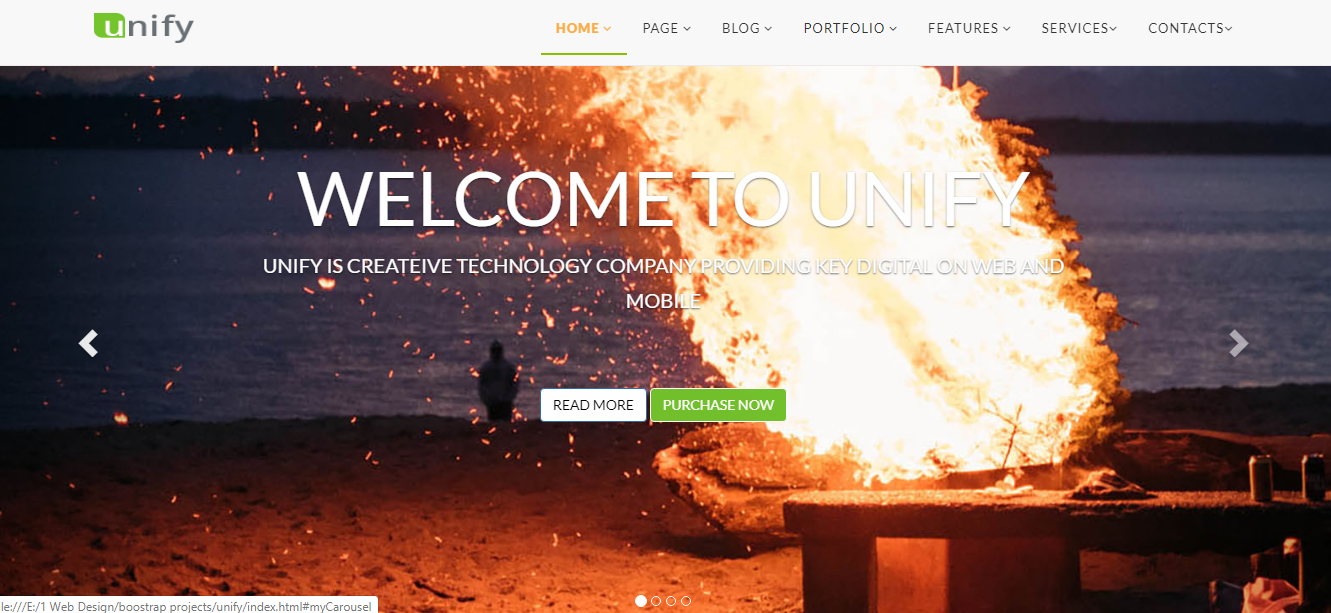 unify
HOME PAGE BLOG PORTFOLIO FEATURES SERVICES CONTACTS
WELCOME TO UNIFY
UNIFY IS CREATEIVE TECHNOLOGY COMPANY PROVIDING KEY DIGITAL ON WEB AND
MOBILE
READ MORE PURCHASE NOW
le:///E:/1 Web Design/boostrap projects/unify/index.html#myCarousel